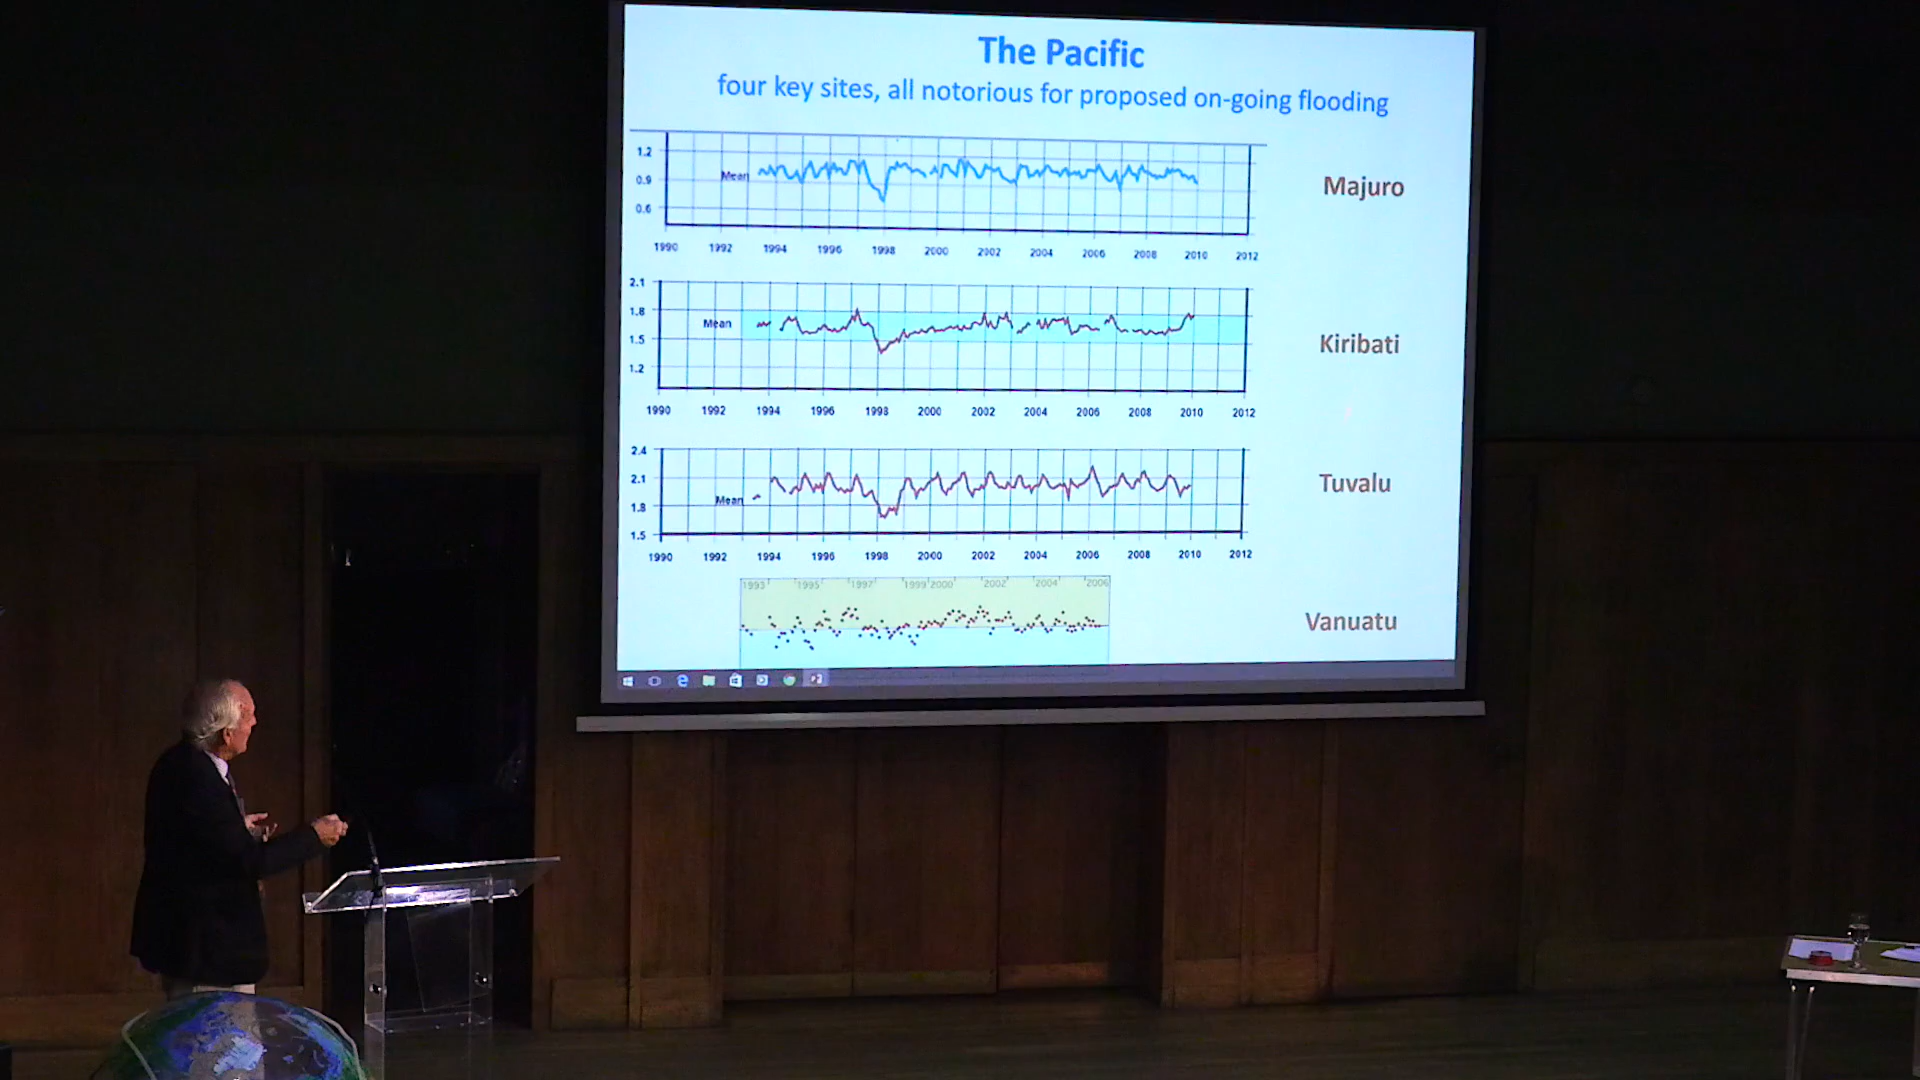 The Pacific
four key sites, all notorious for proposed on-going flooding
1.2
0.9
0.6
Mean
1990 1992 1994 1996 1998 2000 2002 2004 2006 2008 2010 2012
Majuro
2.1
1.8
1.5
1.2
Mean
1990 1992 1994 1996 1998 2000 2002 2004 2006 2008 2010 2012
Kiribati
2.4
2.1
1.8
1.5
Mean
1990 1992 1994 1996 1998 2000 2002 2004 2006 2008 2010 2012
Tuvalu
1993 1995 1997 1999 2000 2002 2004 2006
Vanuatu